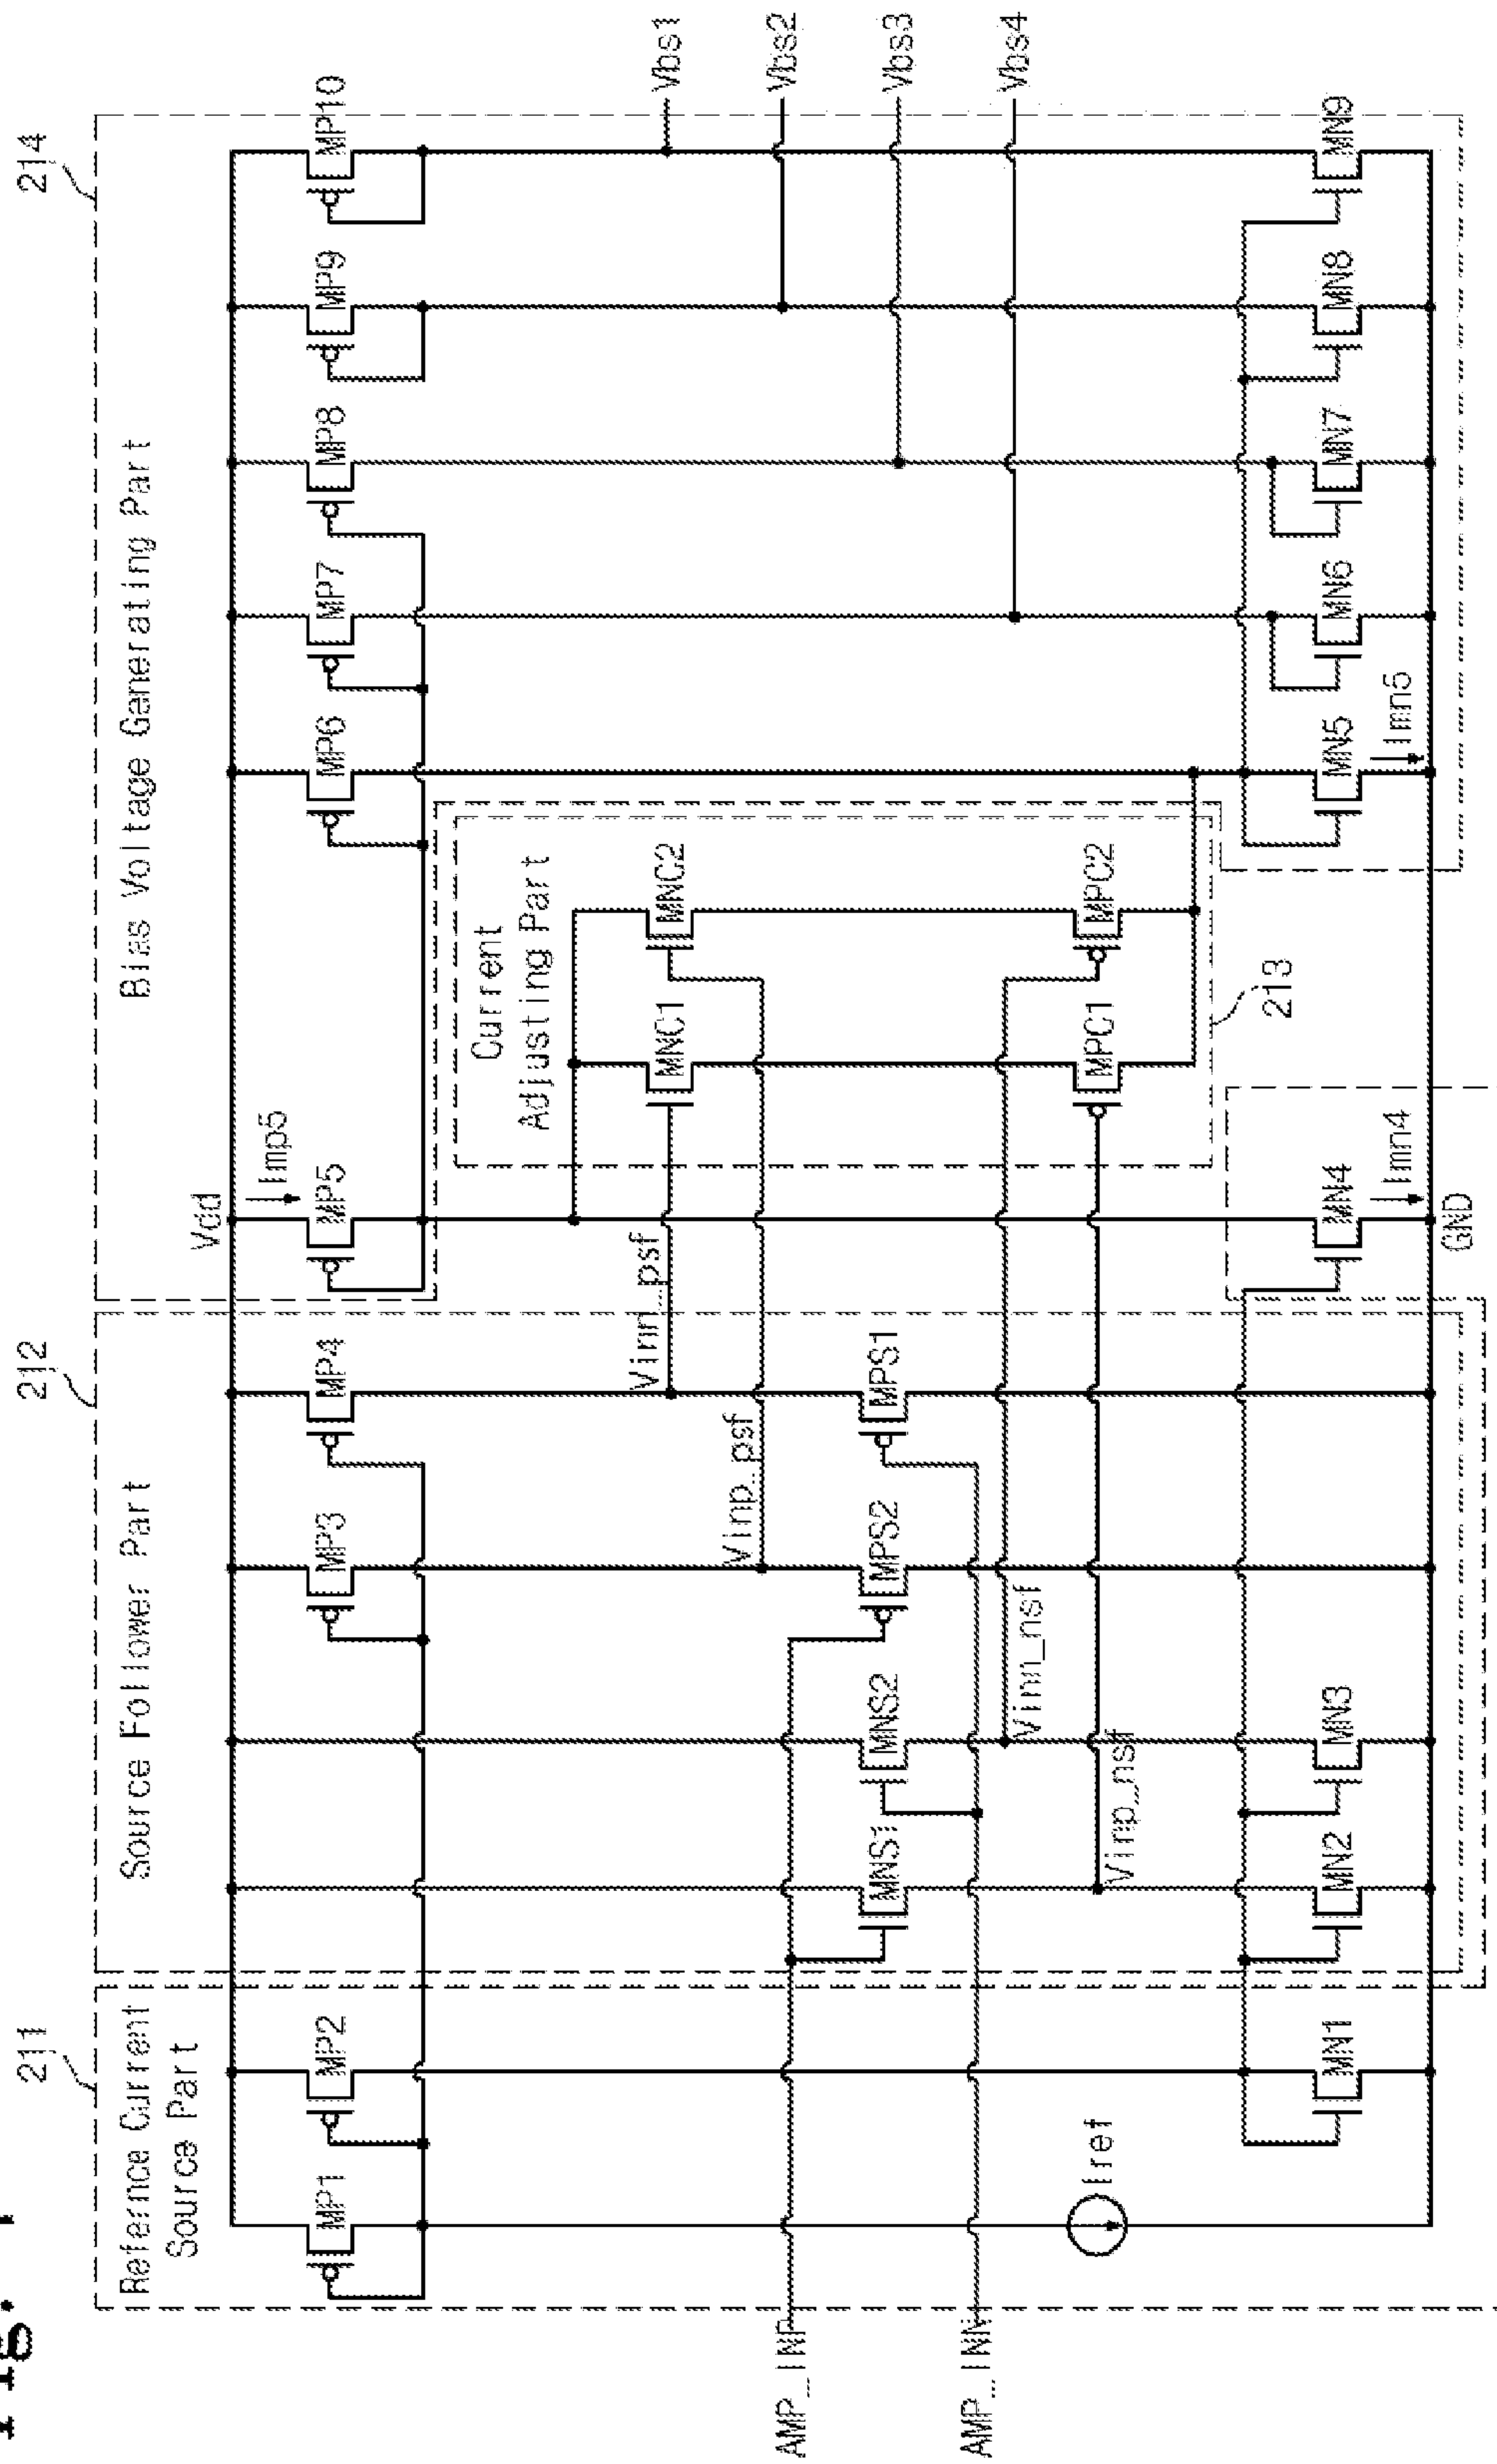 Fig.
211
212
214
Refernce Current
Source Part
Source Follower Part
Bias Voltage Generating Part
Vdd
Imp5
MP1
MP2
MP3
MP4
MP5
MP6
MP7
MP8
MP9
MP10
Current
Adjusting Part
Vinn_psf
Vinp_psf
MNC1
MNC2
Vbs1
Vbs2
Vbs3
Vbs4
AMP_INP
AMP_INN
MNS1
MNS2
MPS2
MPS1
Vinn_nsf
Vinp_nsf
MPC1
MPC2
213
Iref
MN1
MN2
MN3
MN4
MN5
MN6
MN7
MN8
MN9
Imn4
Imn5
GND